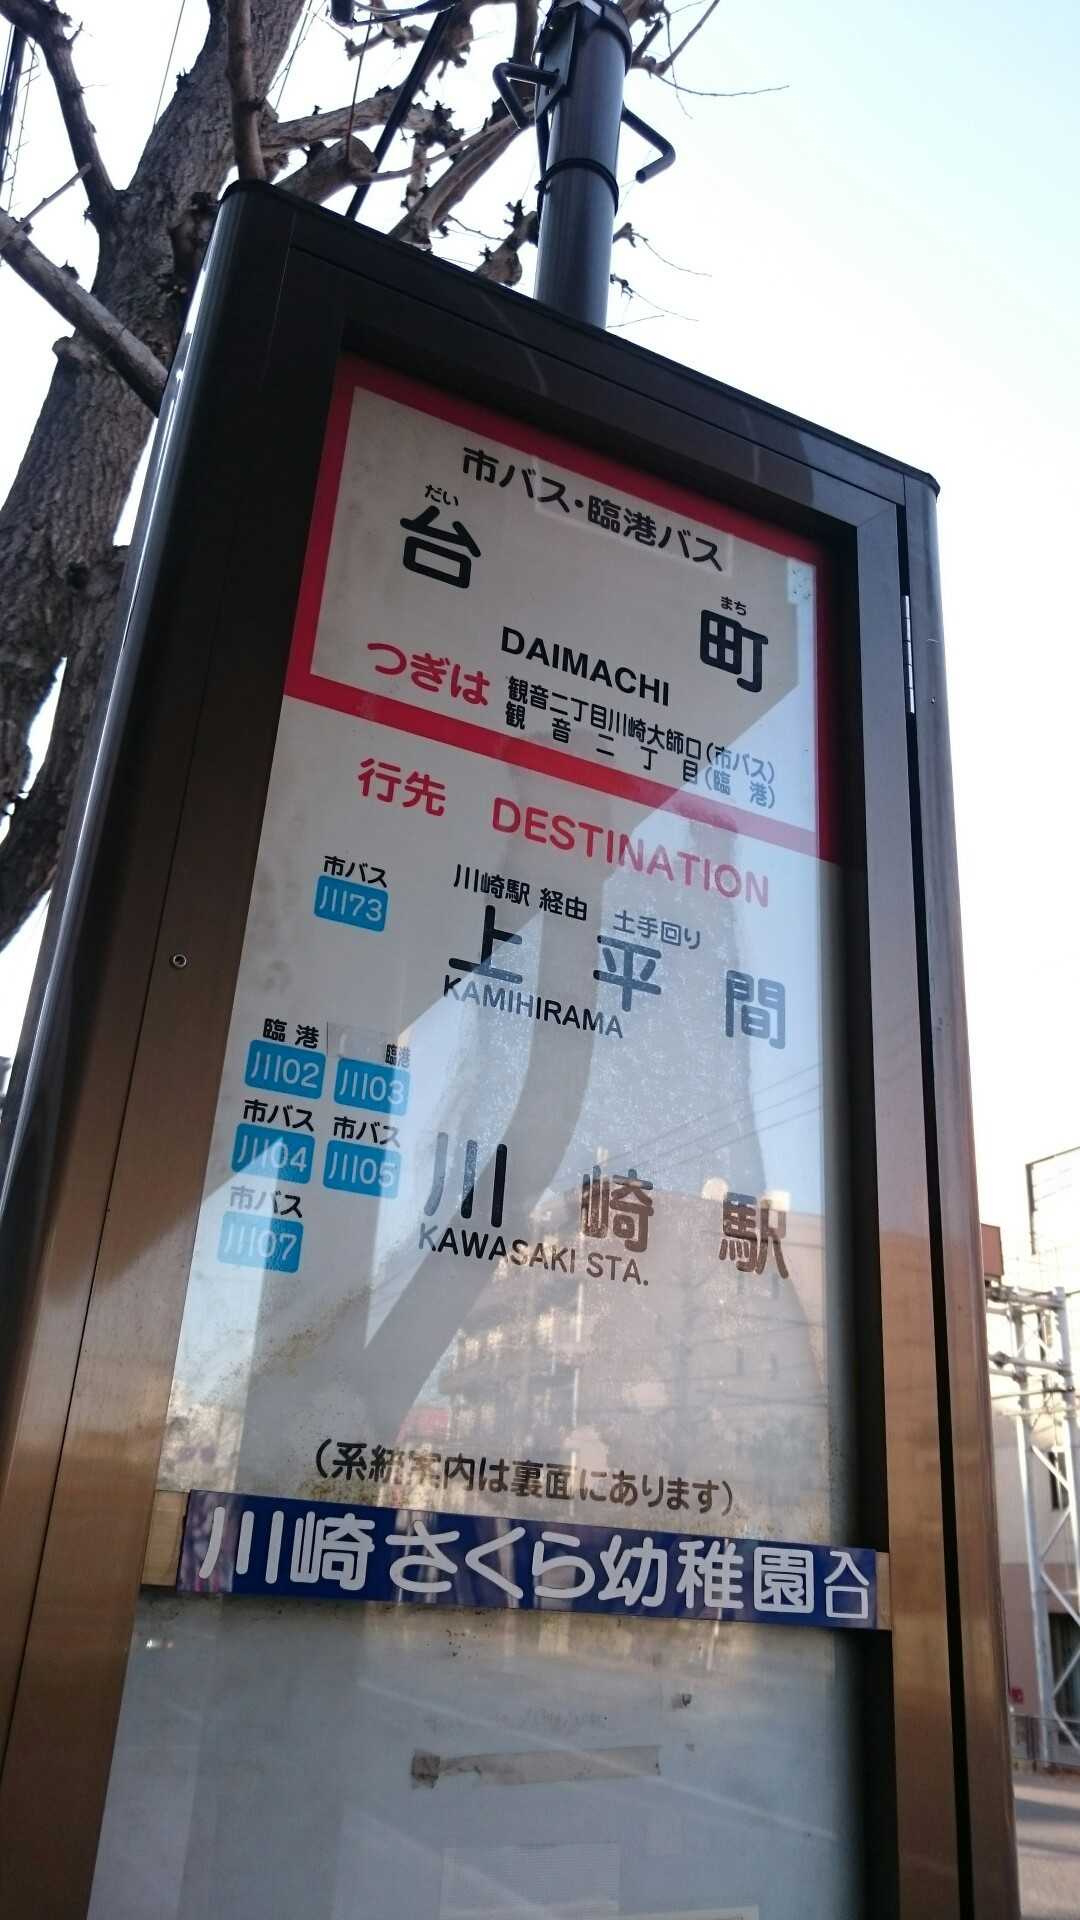 市バス・臨港バス
だい まち
台 町
DAIMACHI
つぎは 観音二丁目川崎大師口(市バス)
観音二丁目(臨港)
行先 DESTINATION
市バス 川崎駅 経由 土手回り
川73 上平間
KAMIHIRAMA
臨港 臨港
川02 川03
市バス 市バス
川04 川05 川崎駅
市バス KAWASAKI STA.
川07
(系統案内は裏面にあります)
川崎さくら幼稚園入口